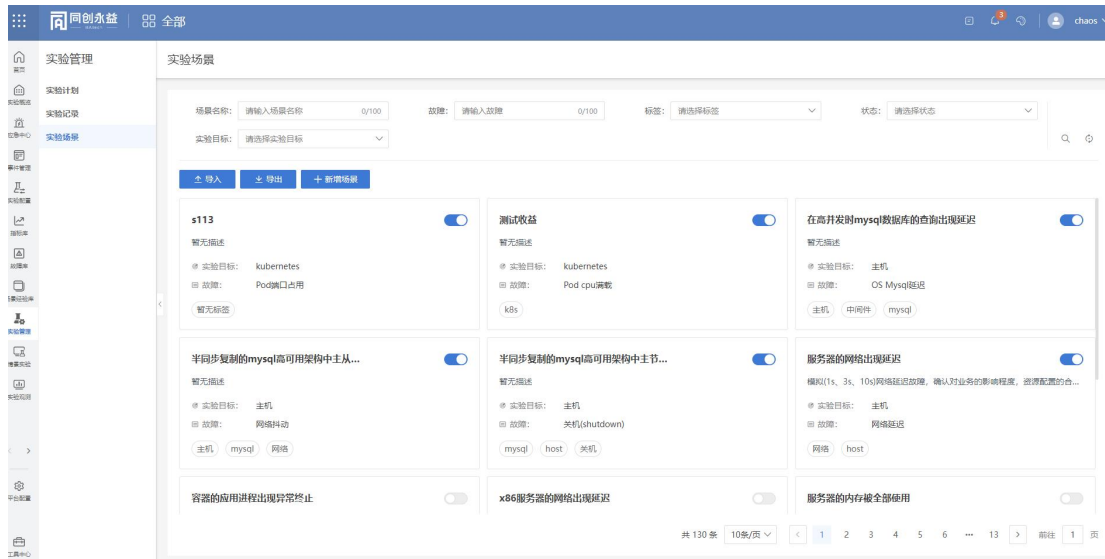 同创永益
全部
3
chaos
首页
实验概览
应急中心
事件管理
实验配置
指标库
故障库
场景经验库
实验管理
情景实验
实验观测
平台配置
工具中心
实验管理
实验计划
实验记录
实验场景
实验场景
场景名称： 请输入场景名称 0/100 故障： 请输入故障 0/100 标签： 请选择标签 状态： 请选择状态
实验目标： 请选择实验目标
导入 导出 新增场景
s113
暂无描述
实验目标： kubernetes
故障： Pod端口占用
暂无标签
测试收益
暂无描述
实验目标： kubernetes
故障： Pod cpu满载
k8s
在高并发时mysql数据库的查询出现延迟
暂无描述
实验目标： 主机
故障： OS Mysql延迟
主机 中间件 mysql
半同步复制的mysql高可用架构中主从...
暂无描述
实验目标： 主机
故障： 网络抖动
主机 mysql 网络
半同步复制的mysql高可用架构中主节...
暂无描述
实验目标： 主机
故障： 关机(shutdown)
mysql host 关机
服务器的网络出现延迟
模拟(1s、3s、10s)网络延迟故障，确认对业务的影响程度，资源配置的合...
实验目标： 主机
故障： 网络延迟
网络 host
容器的应用进程出现异常终止
x86服务器的网络出现延迟
服务器的内存被全部使用
共 130 条 10条/页 < 1 2 3 4 5 6 ••• 13 > 前往 1 页